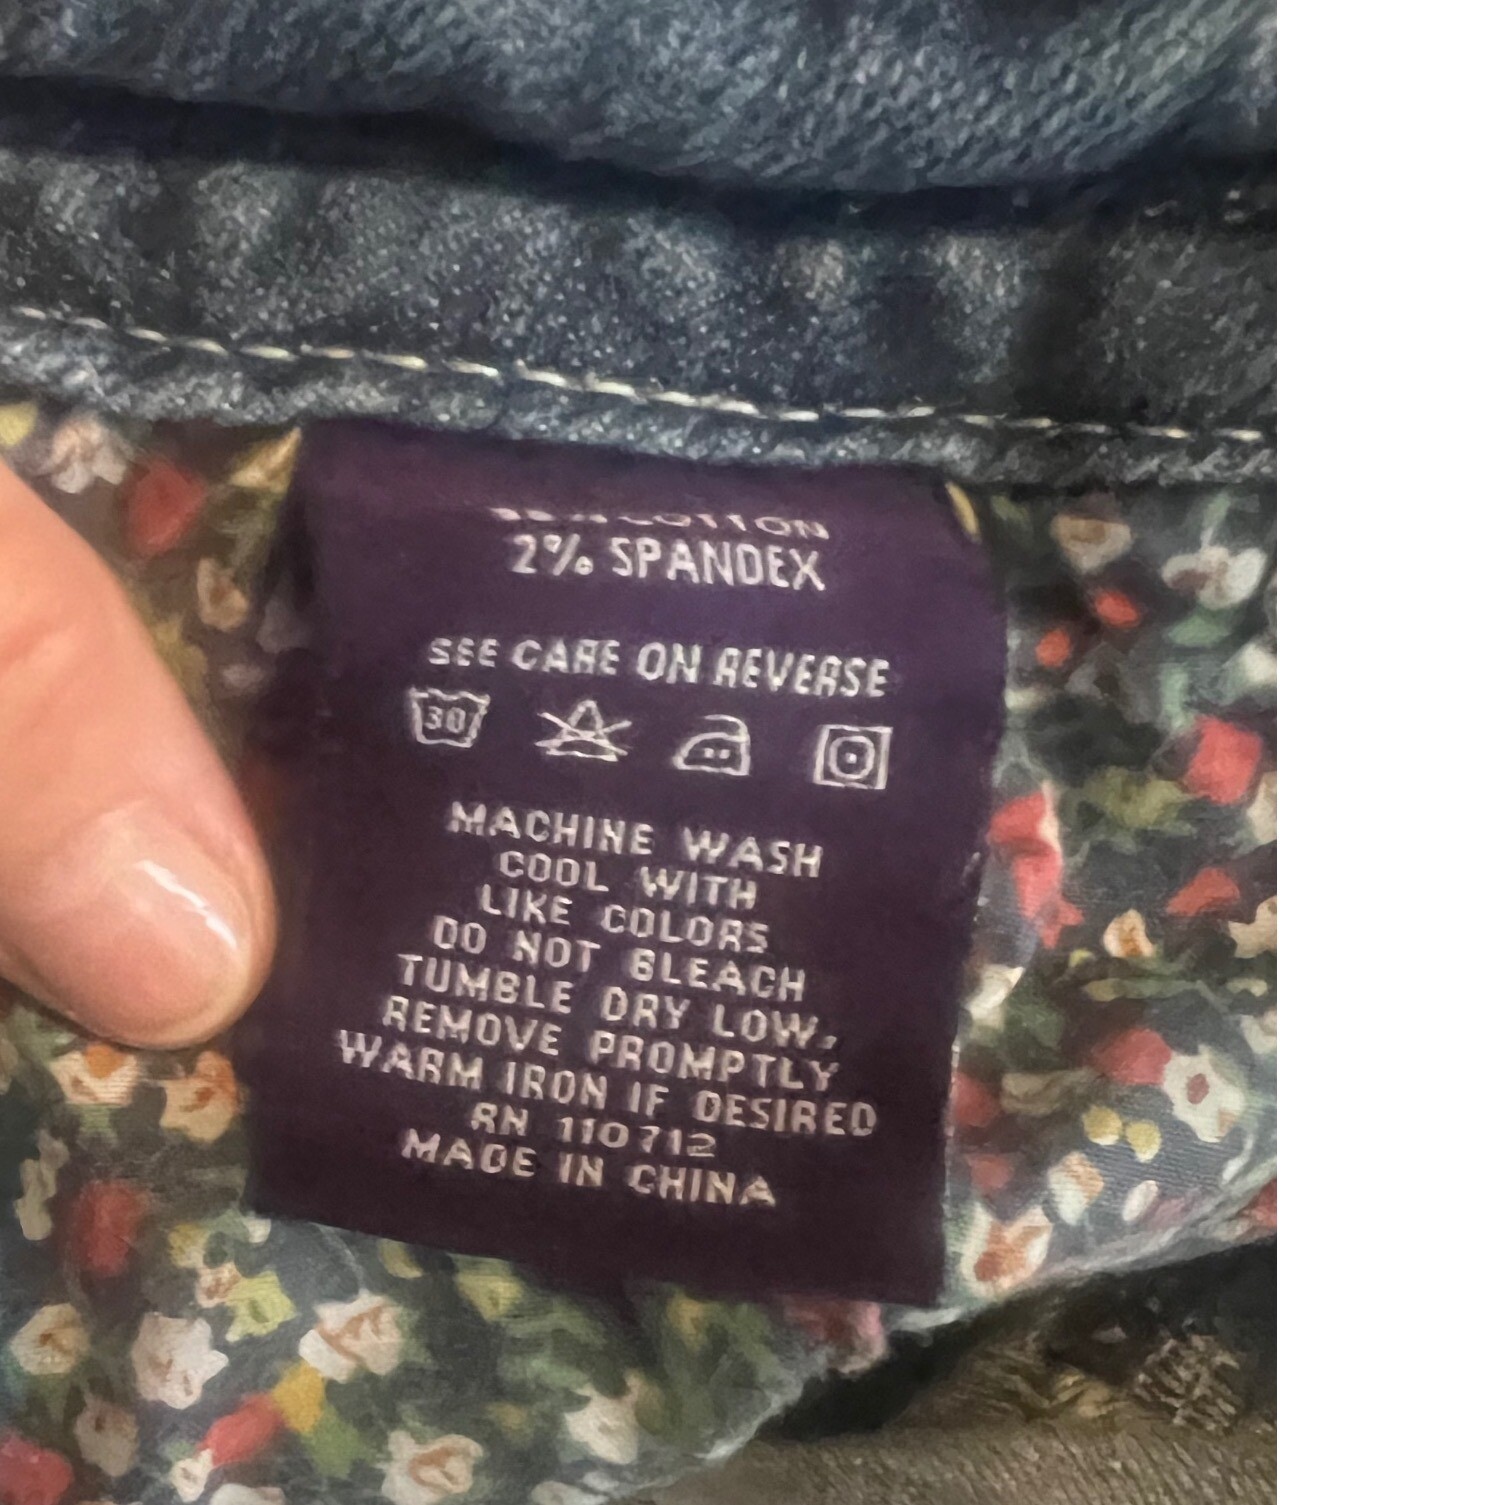 COTTON
2% SPANDEX
SEE CARE ON REVERSE
30
MACHINE WASH
COOL WITH
LIKE COLORS
DO NOT BLEACH
TUMBLE DRY LOW,
REMOVE PROMPTLY
WARM IRON IF DESIRED
RN 110712
MADE IN CHINA